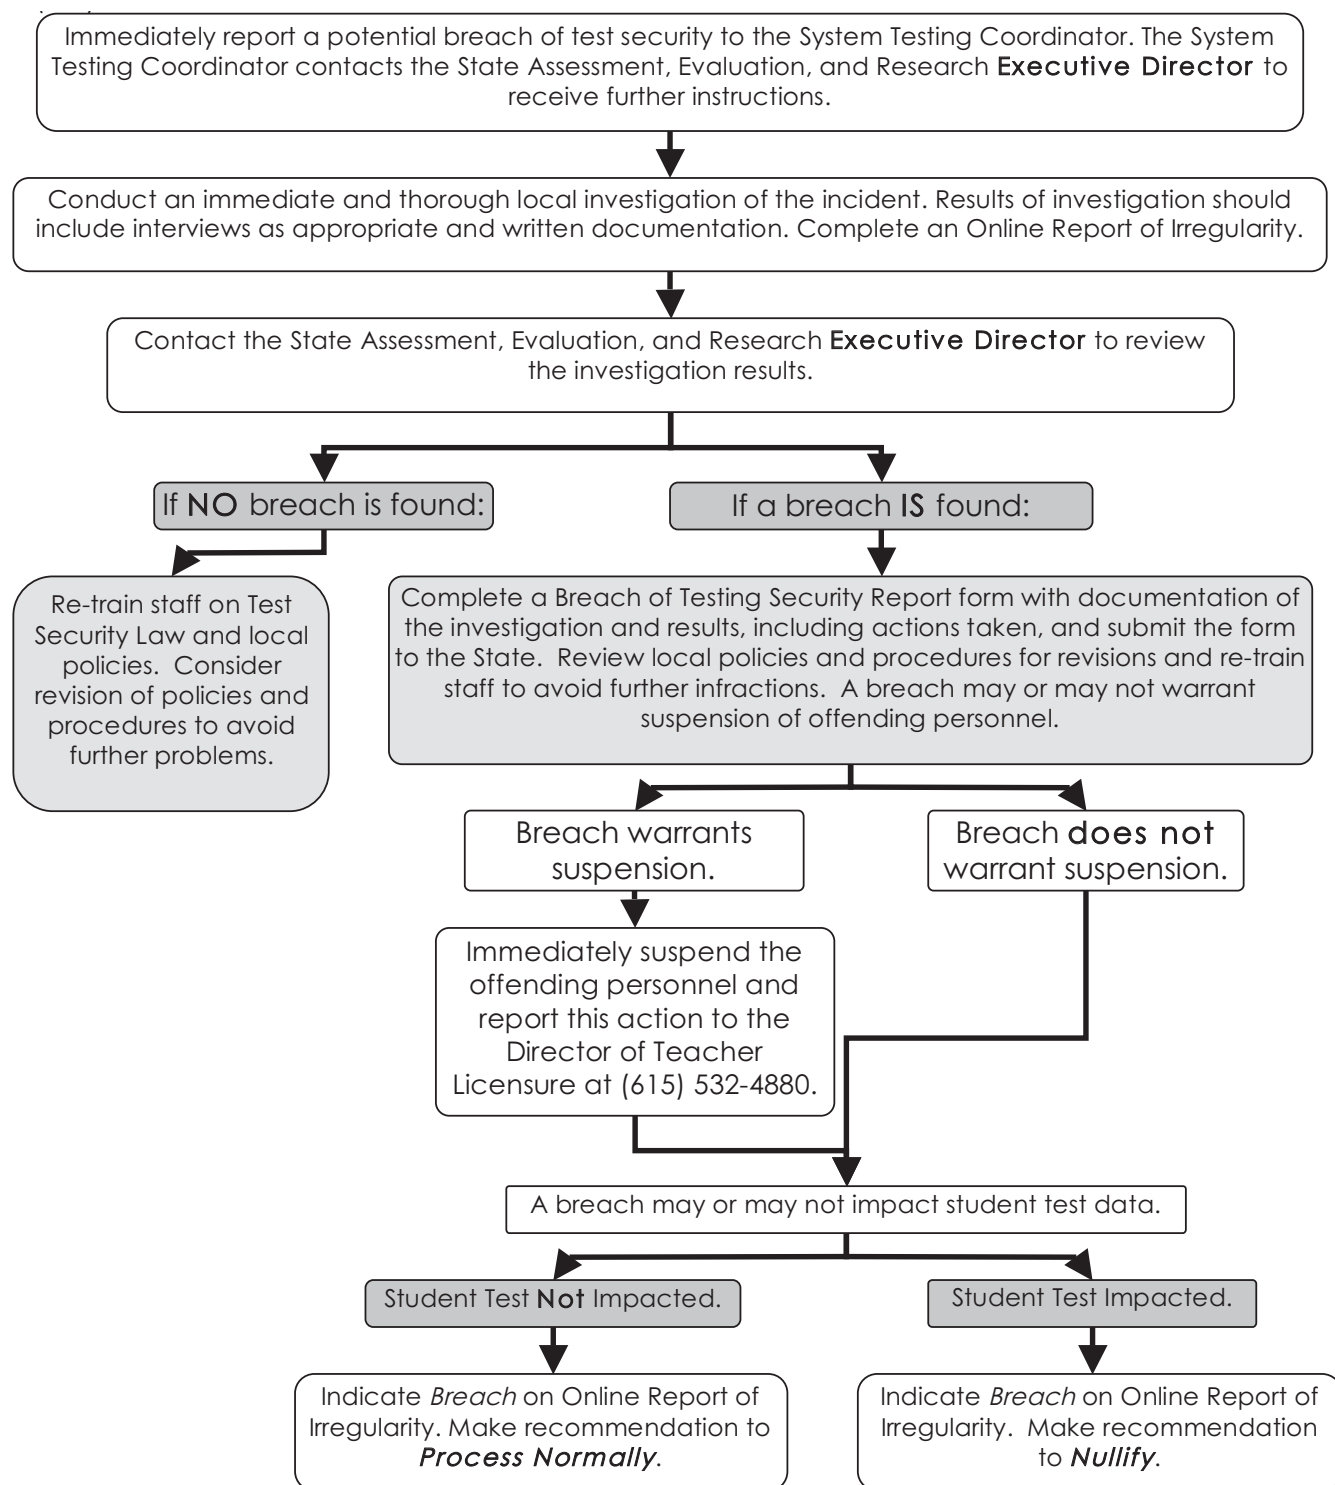 Immediately report a potential breach of test security to the System Testing Coordinator. The System
Testing Coordinator contacts the State Assessment, Evaluation, and Research Executive Director to
receive further instructions.
Conduct an immediate and thorough local investigation of the incident. Results of investigation should
include interviews as appropriate and written documentation. Complete an Online Report of Irregularity.
Contact the State Assessment, Evaluation, and Research Executive Director to review
the investigation results.
If NO breach is found:
If a breach IS found:
Re-train staff on Test
Security Law and local
policies. Consider
revision of policies and
procedures to avoid
further problems.
Complete a Breach of Testing Security Report form with documentation of
the investigation and results, including actions taken, and submit the form
to the State. Review local policies and procedures for revisions and re-train
staff to avoid further infractions. A breach may or may not warrant
suspension of offending personnel.
Breach warrants
suspension.
Breach does not
warrant suspension.
Immediately suspend the
offending personnel and
report this action to the
Director of Teacher
Licensure at (615) 532-4880.
A breach may or may not impact student test data.
Student Test Not Impacted.
Student Test Impacted.
Indicate Breach on Online Report of
Irregularity. Make recommendation to
Process Normally.
Indicate Breach on Online Report of
Irregularity. Make recommendation
to Nullify.